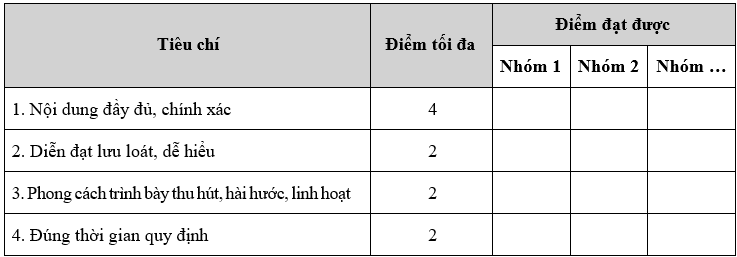 Tiêu chí
Điểm tối đa
Điểm đạt được
Nhóm 1
Nhóm 2
Nhóm …
1. Nội dung đầy đủ, chính xác
4
2. Diễn đạt lưu loát, dễ hiểu
2
3. Phong cách trình bày thu hút, hài hước, linh hoạt
2
4. Đúng thời gian quy định
2